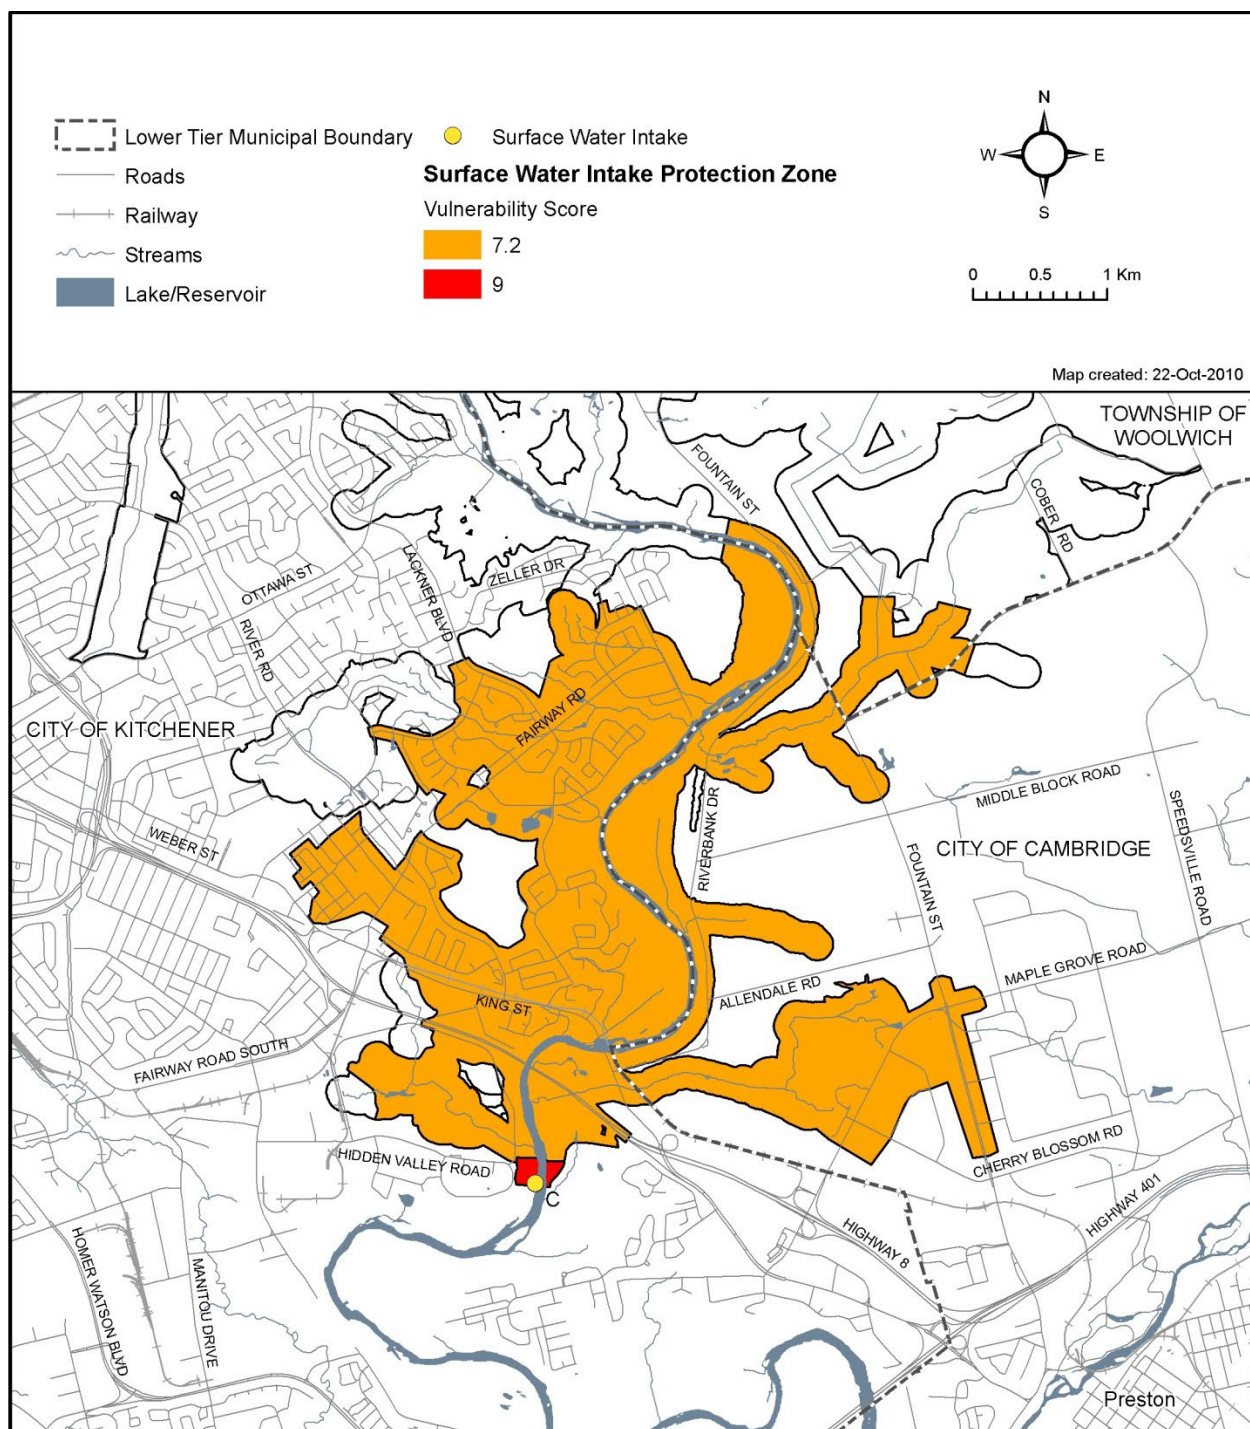 N
W E
S
Lower Tier Municipal Boundary
Roads
Railway
Streams
Lake/Reservoir
Surface Water Intake
Surface Water Intake Protection Zone
Vulnerability Score
7.2
9
0 0.5 1 Km
Map created: 22-Oct-2010
TOWNSHIP OF
WOOLWICH
FOUNTAIN ST
COBER RD
LACKNER BLVD
ZELLER DR
OTTAWA ST
RIVER RD
CITY OF KITCHENER
FAIRWAY RD
MIDDLE BLOCK ROAD
SPEEDSVILLE ROAD
WEBER ST
RIVERBANK DR
CITY OF CAMBRIDGE
FOUNTAIN ST
MAPLE GROVE ROAD
ALLENDALE RD
KING ST
FAIRWAY ROAD SOUTH
CHERRY BLOSSOM RD
HIDDEN VALLEY ROAD
C
HIGHWAY 401
HIGHWAY 8
HOMER WATSON BLVD
MANITOU DRIVE
Preston